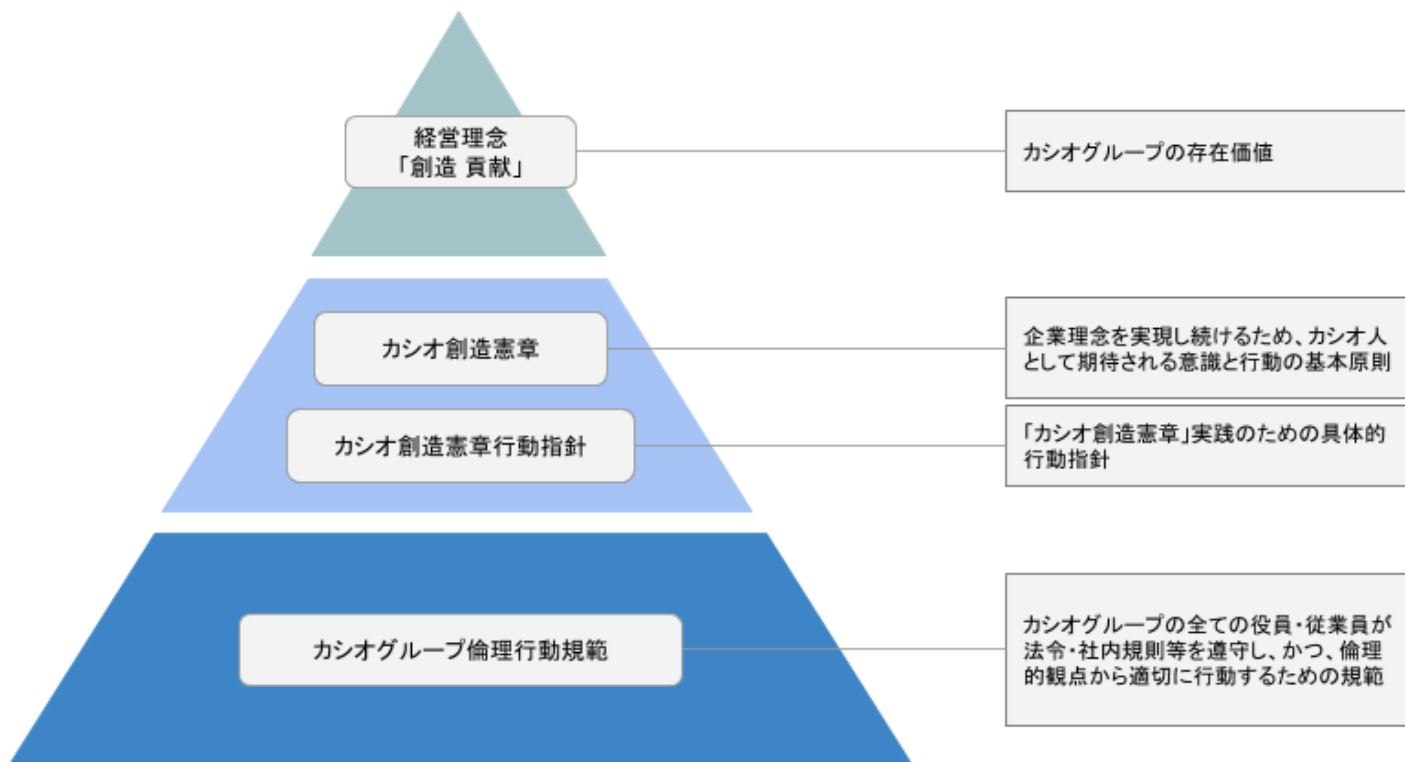 経営理念
「創造 貢献」
カシオグループの存在価値
カシオ創造憲章
企業理念を実現し続けるため、カシオ人
として期待される意識と行動の基本原則
カシオ創造憲章行動指針
「カシオ創造憲章」実践のための具体的
行動指針
カシオグループ倫理行動規範
カシオグループの全ての役員・従業員が
法令・社内規則等を遵守し、かつ、倫理
的観点から適切に行動するための規範